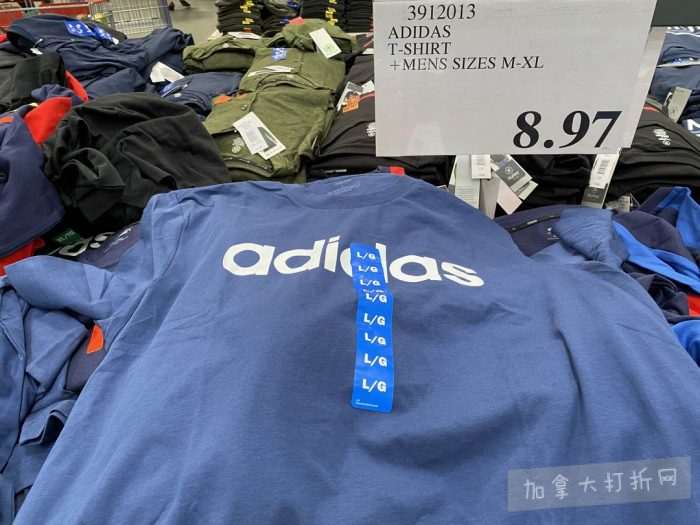 3912013
ADIDAS
T-SHIRT
+MENS SIZES M-XL
8.97
adidas
L/G
L/G
L/G
L/G
L/G
L/G
L/G
L/G
加拿大打折网